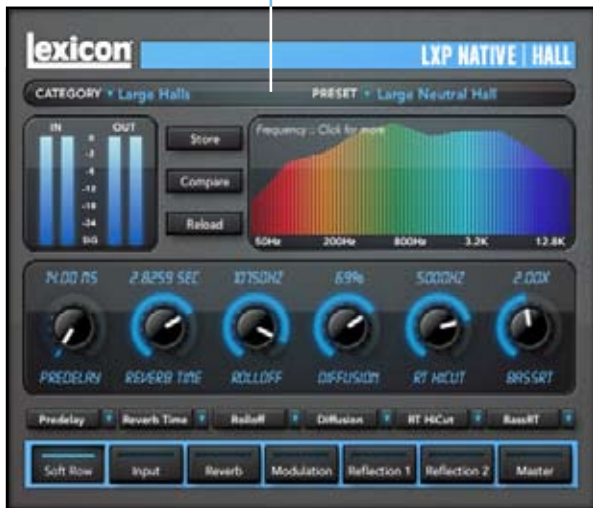 lexicon
LXP NATIVE | HALL
CATEGORY Large Halls PRESET Large Neutral Hall
IN OUT
0
-2
-6
-12
-18
-24
SIG
Store
Compare
Reload
Frequency :: Click for more
50Hz 200Hz 800Hz 3.2K 12.8K
14.00 MS 2.8259 SEC 10750HZ 69% 5000HZ 2.00X
PREDELAY REVERB TIME ROLLOFF DIFFUSION RT HICUT BASSRT
Predelay Reverb Time Rolloff Diffusion RT HiCut BassRT
Soft Row Input Reverb Modulation Reflection 1 Reflection 2 Master